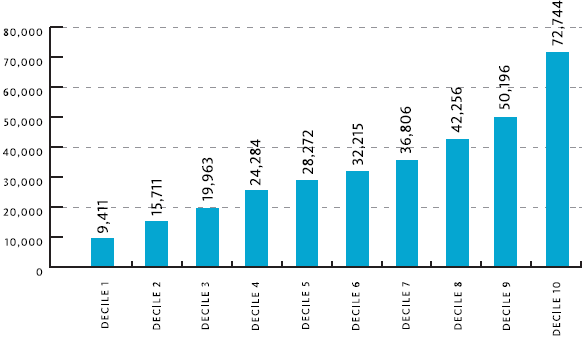 80,000
70,000
60,000
50,000
40,000
30,000
20,000
10,000
0
9,411
15,711
19,963
24,284
28,272
32,215
36,806
42,256
50,196
72,744
DECILE 1
DECILE 2
DECILE 3
DECILE 4
DECILE 5
DECILE 6
DECILE 7
DECILE 8
DECILE 9
DECILE 10